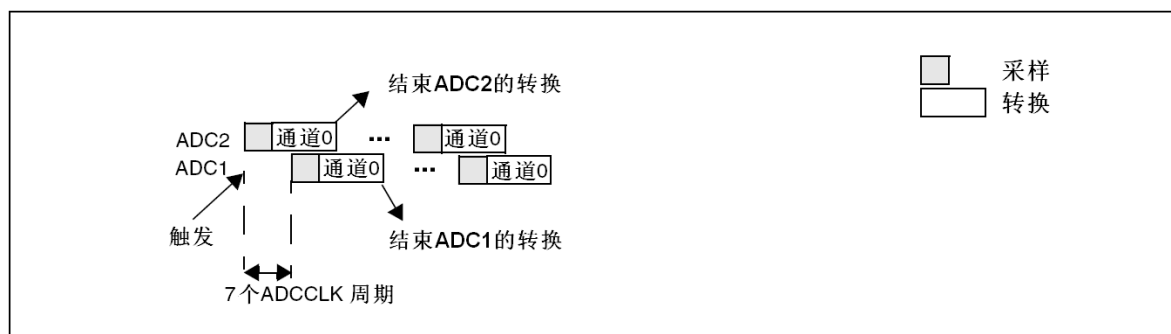 采样
转换
结束ADC2的转换
ADC2 通道0 ••• 通道0
ADC1 通道0 ••• 通道0
触发
结束ADC1的转换
7个ADCCLK 周期